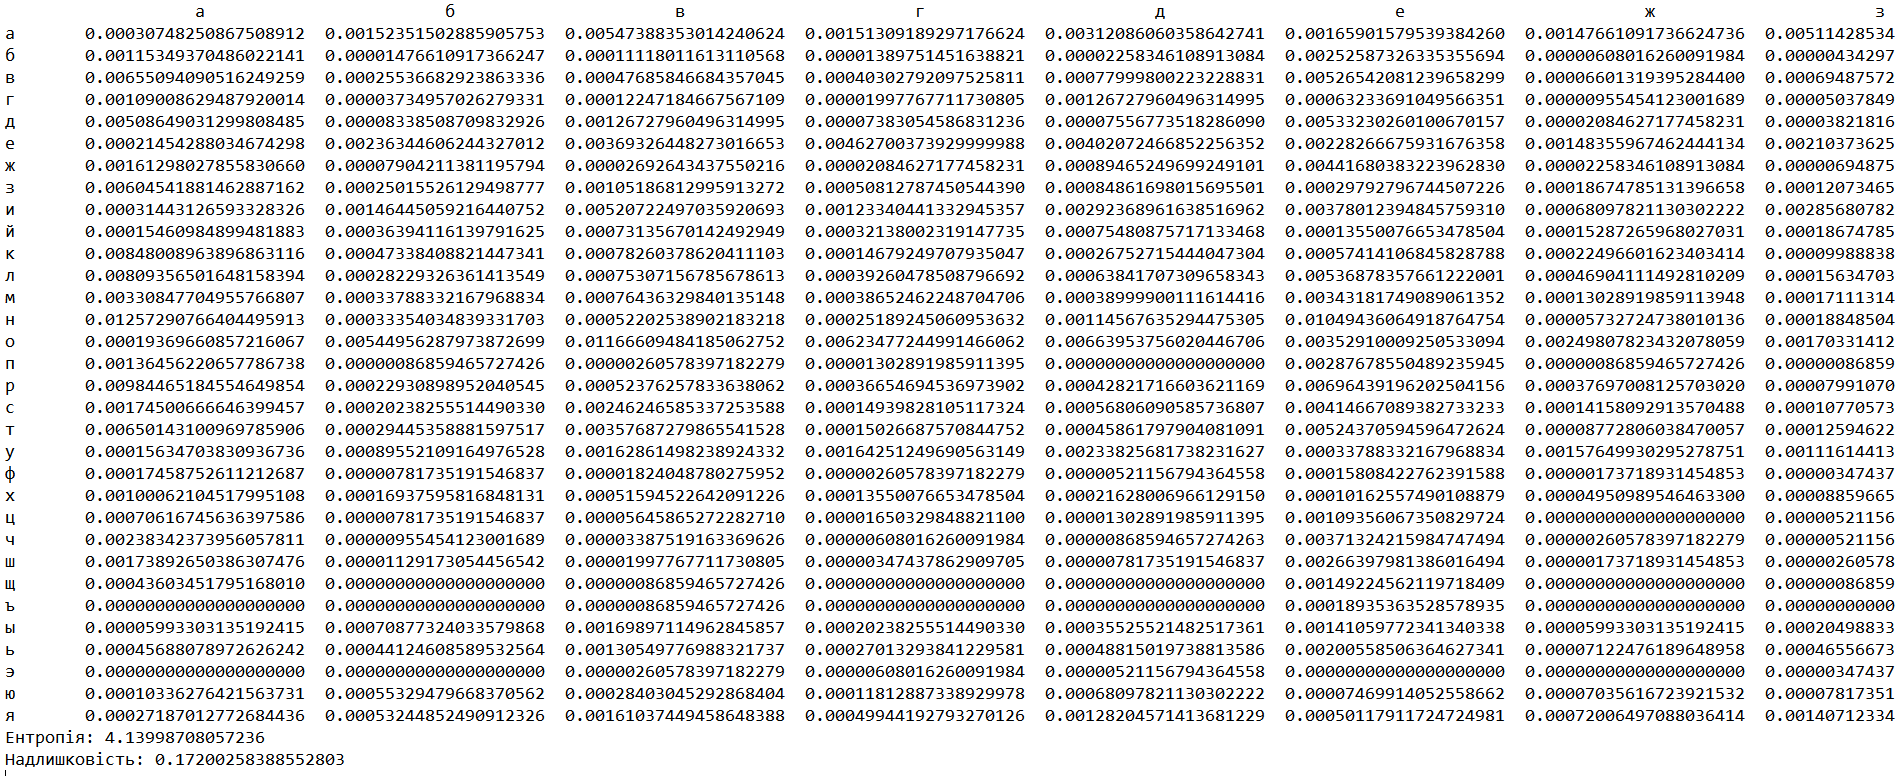 а б в г д е ж з
а 0.00030748250867508912 0.00152351502885905753 0.00547388353014240624 0.00151309189297176624 0.00312086060358642741 0.00165901579539384260 0.00147661091736624736 0.00511428534
б 0.00115349370486022141 0.00001476610917366247 0.00011118011613110568 0.00001389751451638821 0.00002258346108913084 0.00252587326335355694 0.00000608016260091984 0.00000434297
в 0.00655094090516249259 0.00025536682923863336 0.00047685846684357045 0.00040302792097525811 0.00077999800223228831 0.00526542081239658299 0.00006601319395284400 0.00069487572
г 0.00109008629487920014 0.00003734957026279331 0.00012247184667567109 0.00001997767711730805 0.00126727960496314995 0.00063233691049566351 0.00000955454123001689 0.00005037849
д 0.00508649031299808485 0.00008338508709832926 0.00126727960496314995 0.00007383054586831236 0.00007556773518286090 0.00533230260100670157 0.00002084627177458231 0.00003821816
е 0.00021454288034674298 0.00236344606244327012 0.00369326448273016653 0.00462700373929999988 0.00402072466852256352 0.00228266675931676358 0.00148355967462444134 0.00210373625
ж 0.00161298027855830660 0.00007904211381195794 0.00002692643437550216 0.00002084627177458231 0.00089465249699249101 0.00441680383223962830 0.00002258346108913084 0.00000694875
з 0.00604541881462887162 0.00025015526129498777 0.00105186812995913272 0.00050812787450544390 0.00084861698015695501 0.00029792796744507226 0.00018674785131396658 0.00012073465
и 0.00031443126593328326 0.00146445059216440752 0.00520722497035920693 0.00123340441332945357 0.00292368961638516962 0.00378012394845759310 0.00068097821130302222 0.00285680782
й 0.00015460984899481883 0.00036394116139791625 0.00073135670142492949 0.00032138002319147735 0.00075480875717133468 0.00013550076653478504 0.00015287265968027031 0.00018674785
к 0.00848008963896863116 0.00047338408821447341 0.00078260378620411103 0.00014679249707935047 0.00026752715444047304 0.00057414106845828788 0.00022496601623403414 0.00009988838
л 0.00809356501648158394 0.00028229326361413549 0.00075307156785678613 0.00039260478508796692 0.00063841707309658343 0.00536878357661222001 0.00046904111492810209 0.00015634703
м 0.00330847704955766807 0.00033788332167968834 0.00076436329840135148 0.00038652462248704706 0.00038999900111614416 0.00343181749089061352 0.00013028919859113948 0.00017111314
н 0.01257290766404495913 0.00033354034839331703 0.00052202538902183218 0.00025189245060953632 0.00114567635294475305 0.01049436064918764754 0.00005732724738010136 0.00018848504
о 0.00019369660857216067 0.00544956287973872699 0.01166609484185062752 0.00623477244991466062 0.00663953756020446706 0.00352910009250533094 0.00249807823432078059 0.00170331412
п 0.00136456220657786738 0.00000086859465727426 0.00000260578397182279 0.00001302891985911395 0.00000000000000000000 0.00287678550489235945 0.00000086859465727426 0.00000086859
р 0.00984465184554649854 0.00022930898952040545 0.00052376257833638062 0.00036654694536973902 0.00042821716603621169 0.00696439196202504156 0.00037697008125703020 0.00007991070
с 0.00174500666646399457 0.00020238255514490330 0.00246246585337253588 0.00014939828105117324 0.00056806090585736807 0.00414667089382733233 0.00014158092913570488 0.00010770573
т 0.00650143100969785906 0.00029445358881597517 0.00357687279865541528 0.00015026687570844752 0.00045861797904081091 0.00524370594596472624 0.00008772806038470057 0.00012594622
у 0.00015634703830936736 0.00089552109164976528 0.00162861498238924332 0.00164251249690563149 0.00233825681738231627 0.00033788332167968834 0.00157649930295278751 0.00111614413
ф 0.00017458752611212687 0.00000781735191546837 0.00001824048780275952 0.00000260578397182279 0.00000521156794364558 0.00015808422762391588 0.00000173718931454853 0.00000347437
х 0.00100062104517995108 0.00016937595816848131 0.00051594522642091226 0.00013550076653478504 0.00021628006966129150 0.00010162557490108879 0.00004950989546463300 0.00008859665
ц 0.00070616745636397586 0.00000781735191546837 0.00005645865272282710 0.00001650329848821100 0.00001302891985911395 0.00109356067350829724 0.00000000000000000000 0.00000521156
ч 0.00238342373956057811 0.00000955454123001689 0.00003387519163369626 0.00000608016260091984 0.00000868594657274263 0.00371324215984747494 0.00000260578397182279 0.00000521156
ш 0.00173892650386307476 0.00001129173054456542 0.00001997767711730805 0.00000347437862909705 0.00000781735191546837 0.00266397981386016494 0.00000173718931454853 0.00000260578
щ 0.00043603451795168010 0.00000000000000000000 0.00000086859465727426 0.00000000000000000000 0.00000000000000000000 0.00149224562119718409 0.00000000000000000000 0.00000086859
ъ 0.00000000000000000000 0.00000000000000000000 0.00000086859465727426 0.00000000000000000000 0.00000000000000000000 0.00018935363528578935 0.00000000000000000000 0.00000000000
ы 0.00005993303135192415 0.00070877324033579868 0.00169897114962845857 0.00020238255514490330 0.00035525521482517361 0.00141059772341340338 0.00005993303135192415 0.00020498833
ь 0.00045688078972626242 0.00044124608589532564 0.00130549776988321737 0.00027013293841229581 0.00048815019738813586 0.00200558506364627341 0.00007122476189648958 0.00046556673
э 0.00000000000000000000 0.00000000000000000000 0.00000260578397182279 0.00000608016260091984 0.00000521156794364558 0.00000000000000000000 0.00000000000000000000 0.00000347437
ю 0.00010336276421563731 0.00055329479668370562 0.00028403045292868404 0.00011812887338929978 0.00068097821130302222 0.00007469914052558662 0.00007035616723921532 0.00007817351
я 0.00027187012772684436 0.00053244852490912326 0.00161037449458648388 0.00049944192793270126 0.00128204571413681229 0.00050117911724724981 0.00072006497088036414 0.00140712334
Ентропія: 4.13998708057236
Надлишковість: 0.17200258388552803